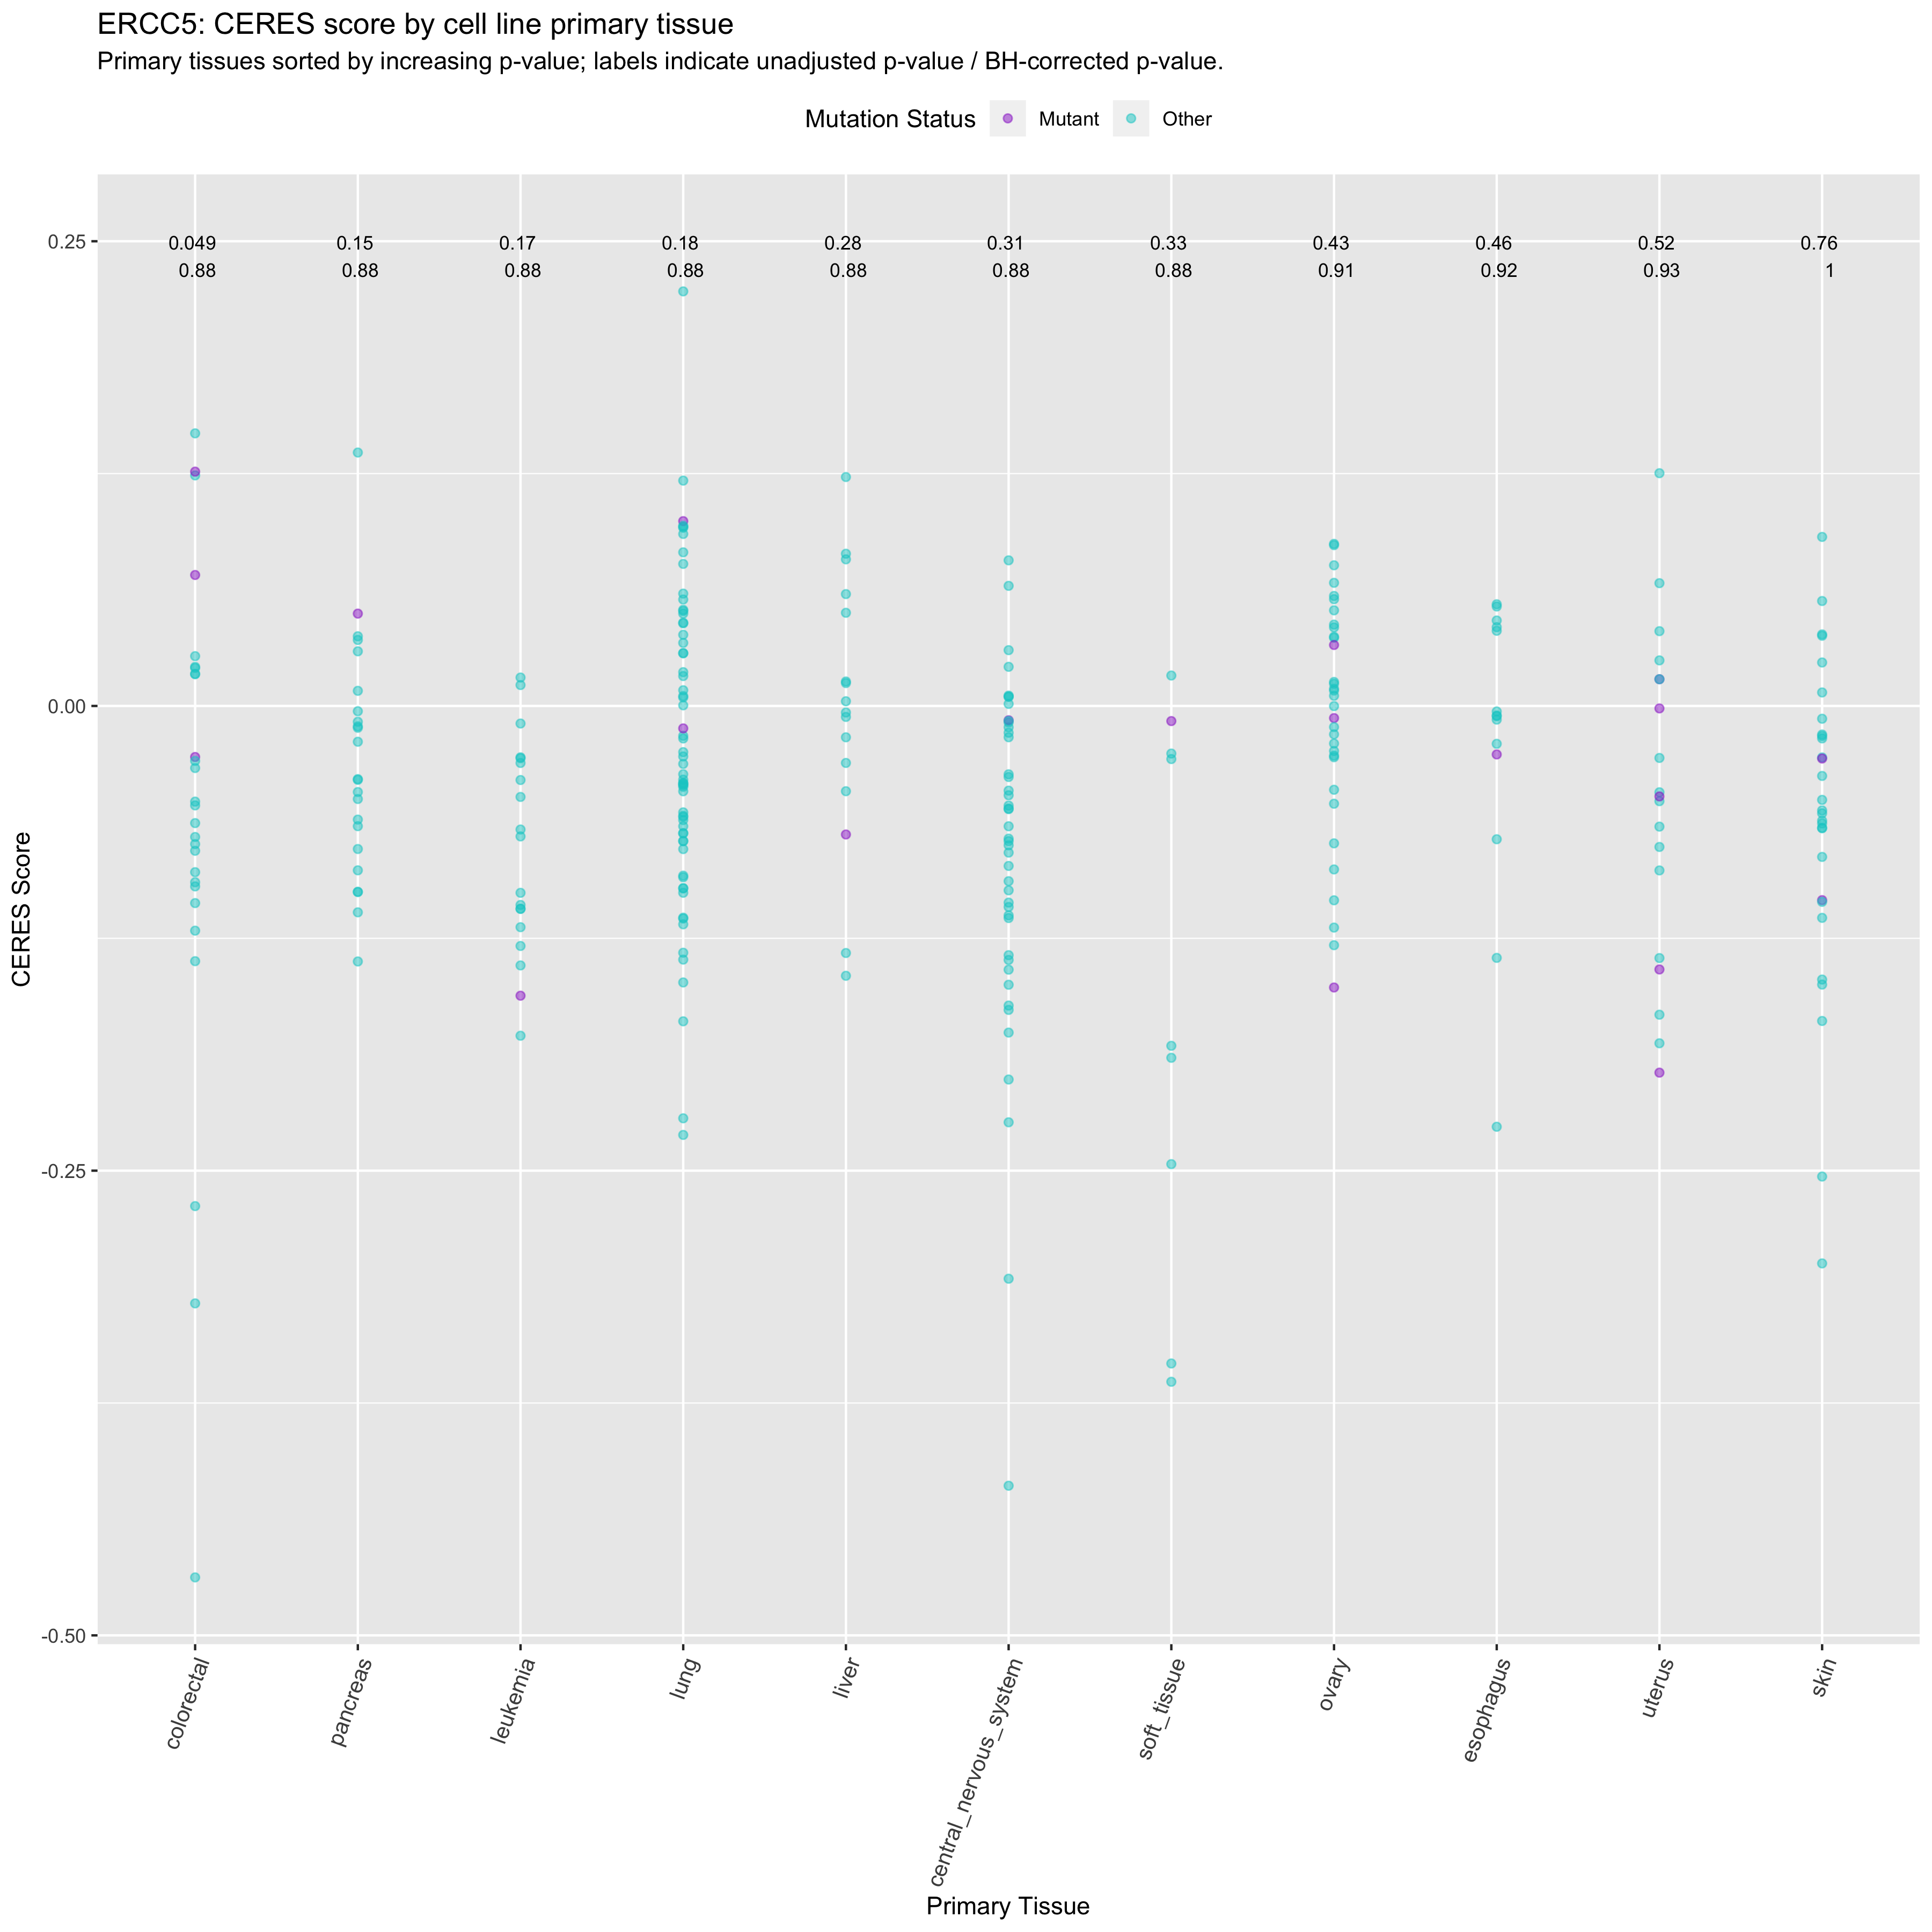 ERCC5: CERES score by cell line primary tissue
Primary tissues sorted by increasing p-value; labels indicate unadjusted p-value / BH-corrected p-value.
Mutation Status Mutant Other
0.25
0.049 0.15 0.17 0.18 0.28 0.31 0.33 0.43 0.46 0.52 0.76
0.88 0.88 0.88 0.88 0.88 0.88 0.88 0.91 0.92 0.93 1
0.00
CERES Score
-0.25
-0.50
colorectal pancreas leukemia lung liver central_nervous_system soft_tissue ovary esophagus uterus skin
Primary Tissue